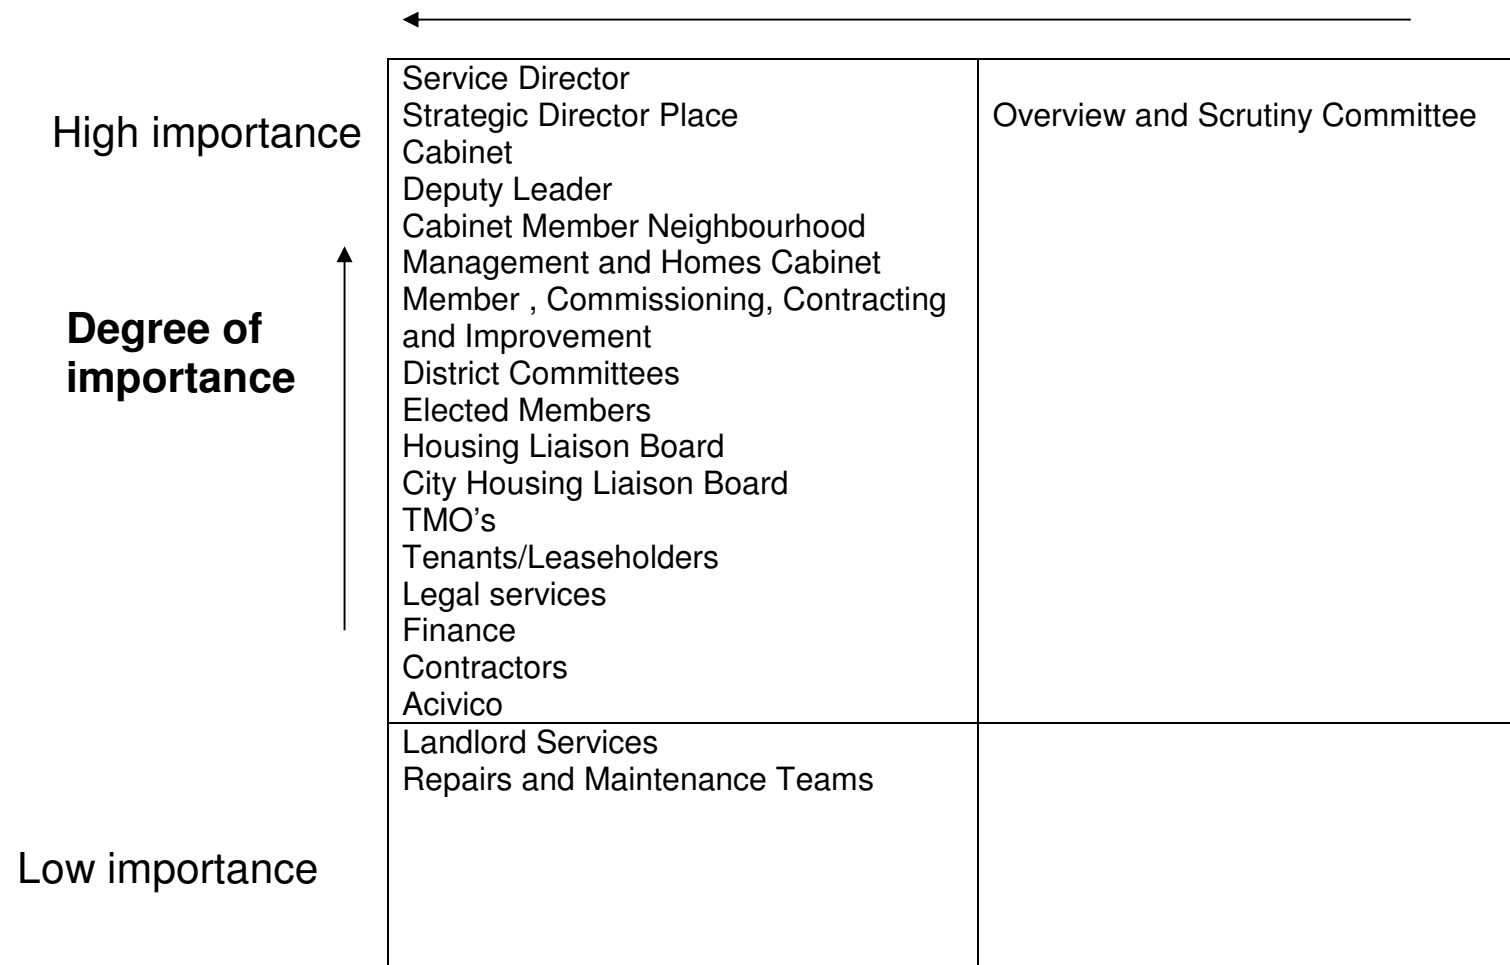 High importance
Degree of
importance
Low importance
Service Director
Strategic Director Place
Cabinet
Deputy Leader
Cabinet Member Neighbourhood
Management and Homes Cabinet
Member , Commissioning, Contracting
and Improvement
District Committees
Elected Members
Housing Liaison Board
City Housing Liaison Board
TMO’s
Tenants/Leaseholders
Legal services
Finance
Contractors
Acivico
Overview and Scrutiny Committee
Landlord Services
Repairs and Maintenance Teams